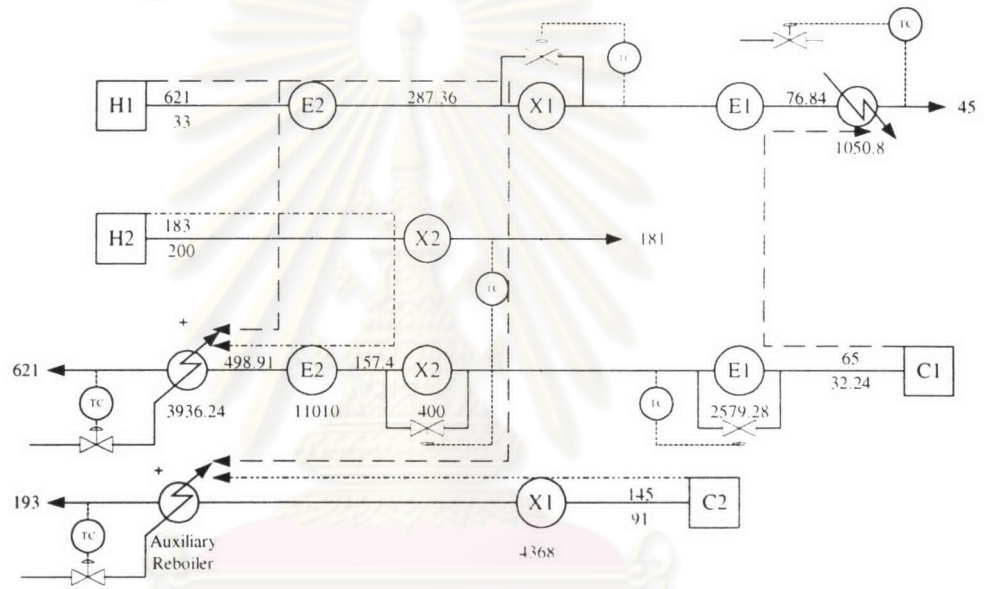 TC
TC
H1
621
33
E2
287.36
X1
E1
76.84
45
1050.8
H2
183
200
X2
181
TC
+
621
498.91
E2
157.4
X2
E1
65
32.24
C1
TC
3936.24
11010
400
TC
2579.28
+
193
X1
145
91
C2
TC
Auxiliary
Reboiler
4368